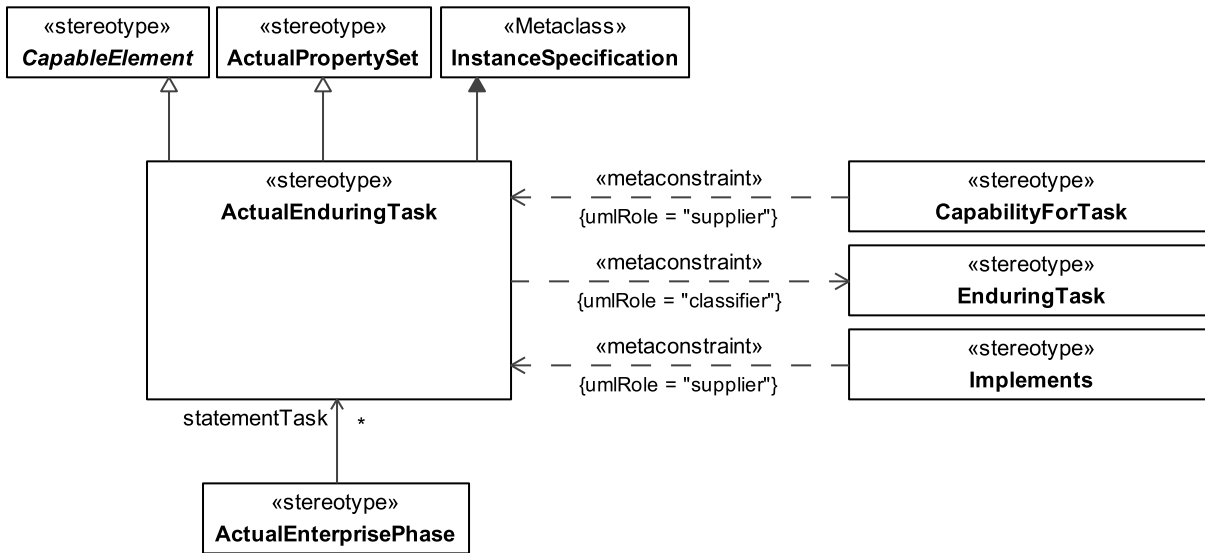 «stereotype»
CapableElement
«stereotype»
ActualPropertySet
«Metaclass»
InstanceSpecification
«stereotype»
ActualEnduringTask
«metaconstraint»
{umlRole = "supplier"}
«stereotype»
CapabilityForTask
«metaconstraint»
{umlRole = "classifier"}
«stereotype»
EnduringTask
«metaconstraint»
{umlRole = "supplier"}
«stereotype»
Implements
statementTask
*
«stereotype»
ActualEnterprisePhase